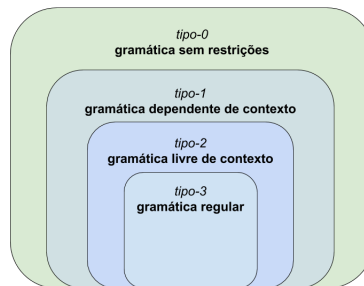 tipo-0
gramática sem restrições
tipo-1
gramática dependente de contexto
tipo-2
gramática livre de contexto
tipo-3
gramática regular